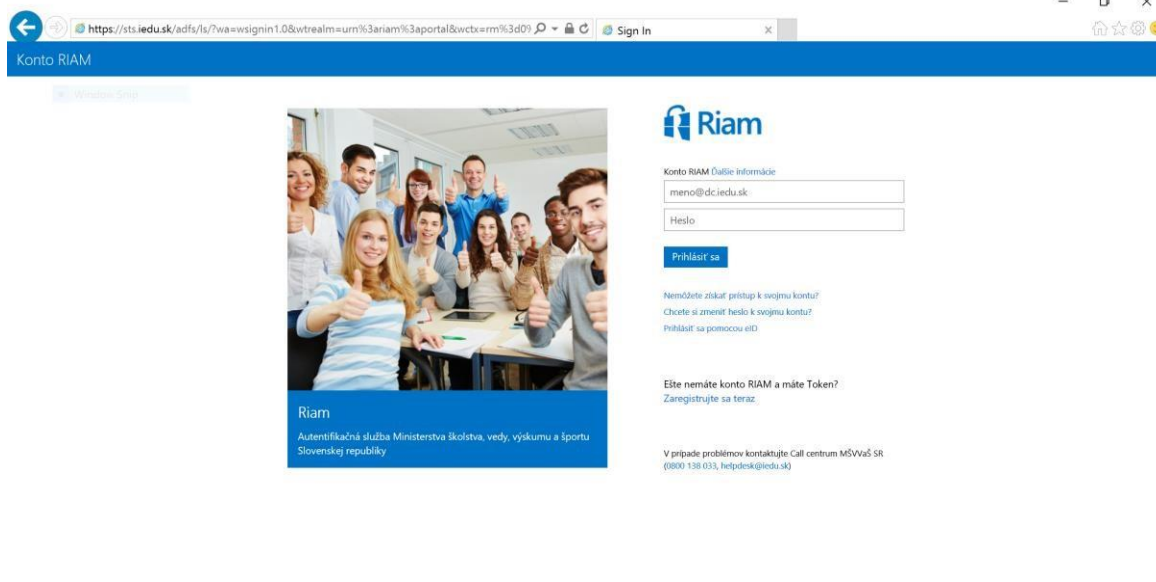 https://sts.iedu.sk/adfs/ls/?wa=wsignin1.0&wtrealm=urn%3ariam%3aportal&wctx=rm%3d0
Sign In
Konto RIAM
Window Snip
Riam
Konto RIAM Ďalšie informácie
meno@dc.iedu.sk
Heslo
Prihlásiť sa
Nemôžete získať prístup k svojmu kontu?
Chcete si zmeniť heslo k svojmu kontu?
Prihlásiť sa pomocou eID
Ešte nemáte konto RIAM a máte Token?
Zaregistrujte sa teraz
V prípade problémov kontaktujte Call centrum MŠVVaŠ SR
(0800 138 033, helpdesk@iedu.sk)
Riam
Autentifikačná služba Ministerstva školstva, vedy, výskumu a športu
Slovenskej republiky